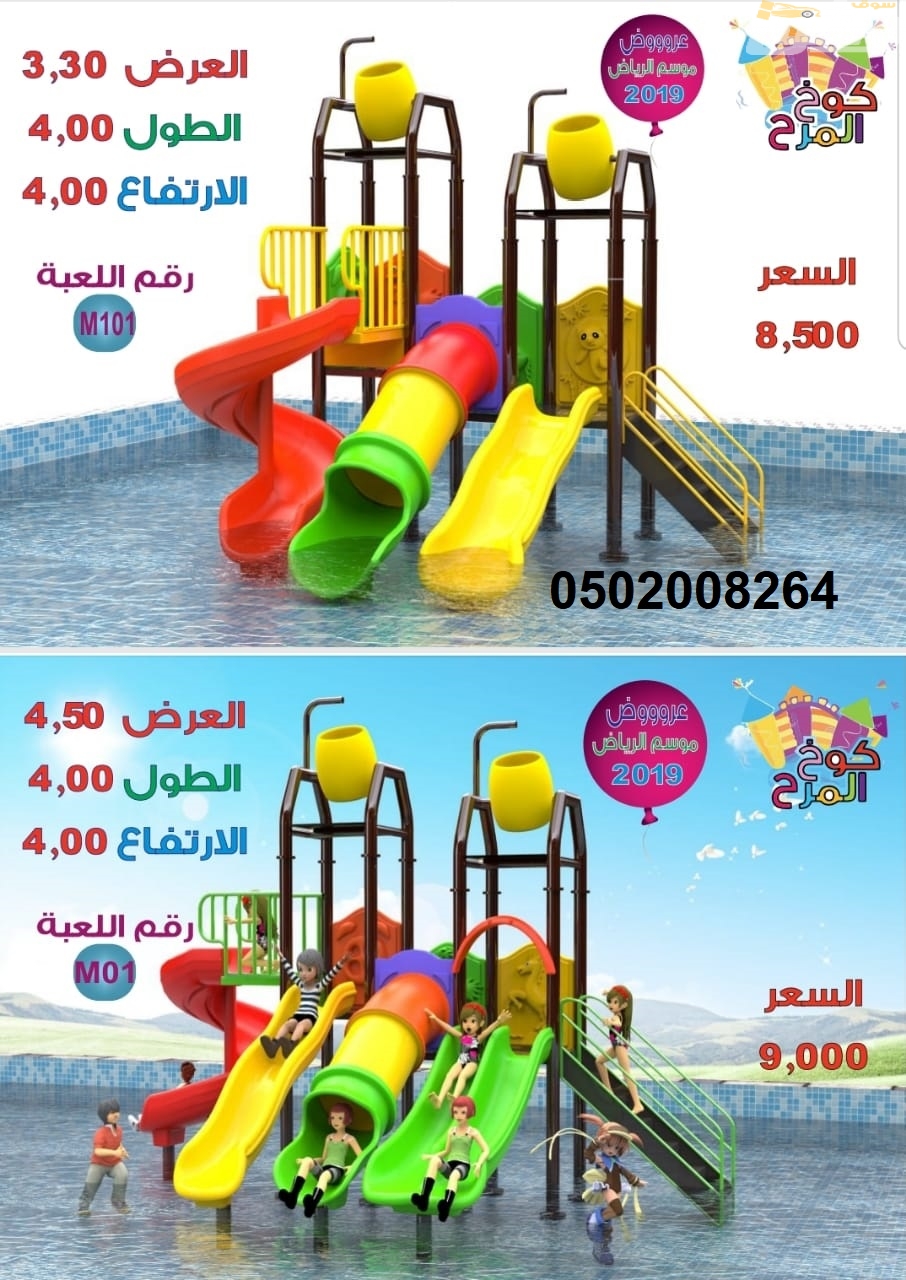 سوف
العرض 3,30
الطول 4,00
الارتفاع 4,00
رقم اللعبة
M101
عروووض
موسم الرياض
2019
كوخ
المرح
السعر
8,500
0502008264
العرض 4,50
الطول 4,00
الارتفاع 4,00
رقم اللعبة
M01
عروووض
موسم الرياض
2019
كوخ
المرح
السعر
9,000